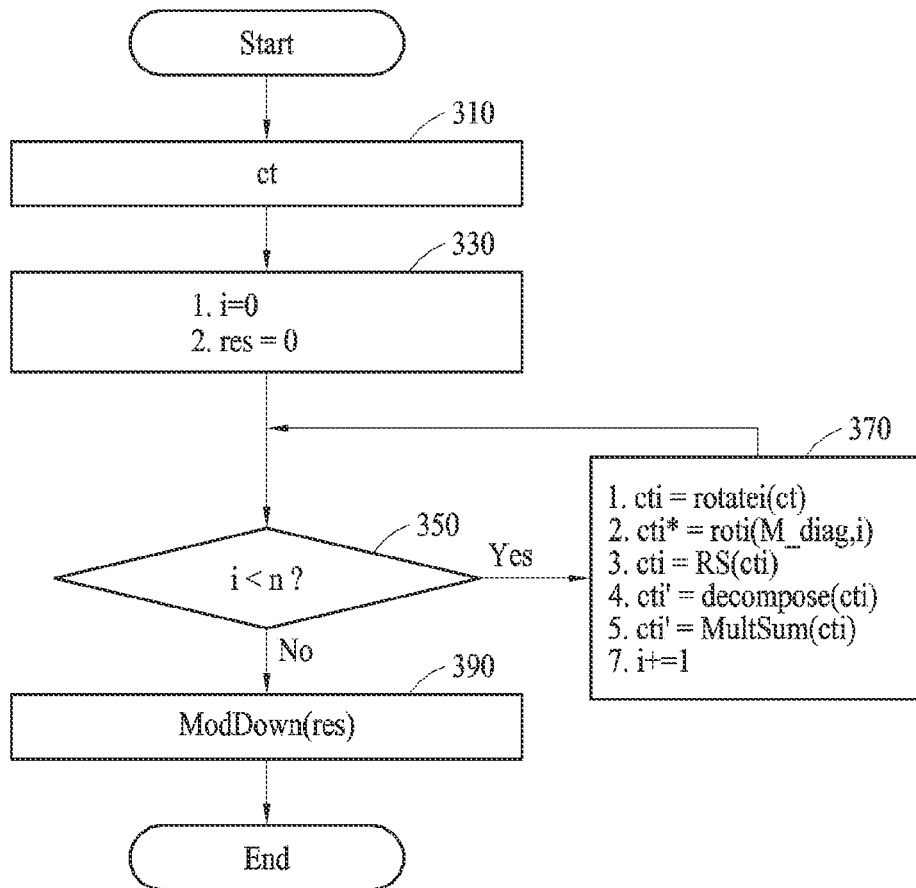 Start
310
ct
330
1. i=0
2. res = 0
350
i < n ?
Yes
No
370
1. cti = rotatei(ct)
2. cti* = roti(M_diag,i)
3. cti = RS(cti)
4. cti' = decompose(cti)
5. cti' = MultSum(cti)
7. i+=1
390
ModDown(res)
End